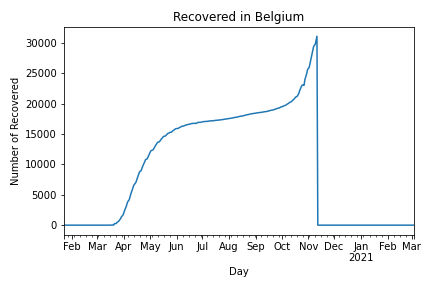 Recovered in Belgium
Number of Recovered
30000
25000
20000
15000
10000
5000
0
Feb Mar Apr May Jun Jul Aug Sep Oct Nov Dec Jan Feb Mar
2021
Day